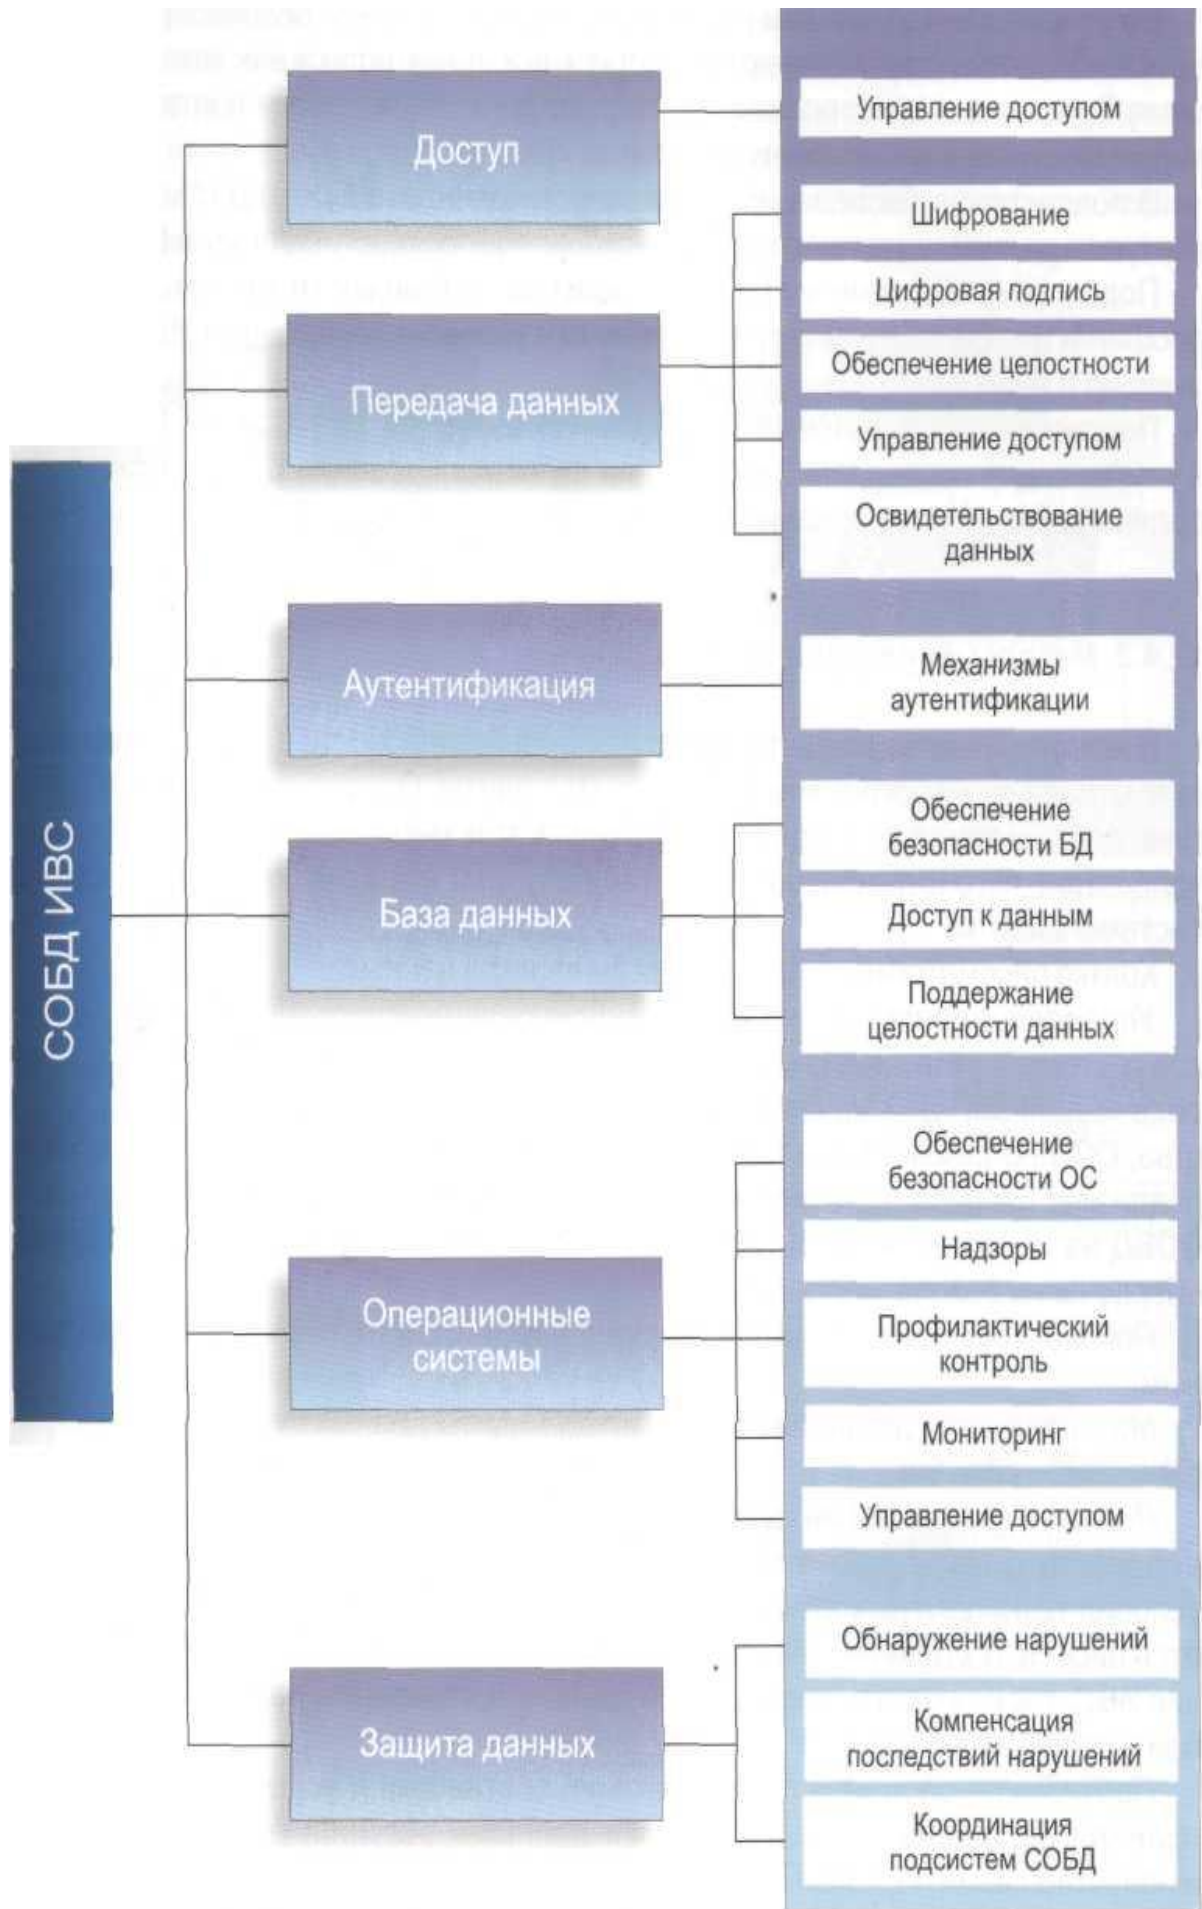 СОБД ИВС
Доступ
Управление доступом
Передача данных
Шифрование
Цифровая подпись
Обеспечение целостности
Управление доступом
Освидетельствование
данных
Аутентификация
Механизмы
аутентификации
База данных
Обеспечение
безопасности БД
Доступ к данным
Поддержание
целостности данных
Операционные
системы
Обеспечение
безопасности ОС
Надзоры
Профилактический
контроль
Мониторинг
Управление доступом
Защита данных
Обнаружение нарушений
Компенсация
последствий нарушений
Координация
подсистем СОБД